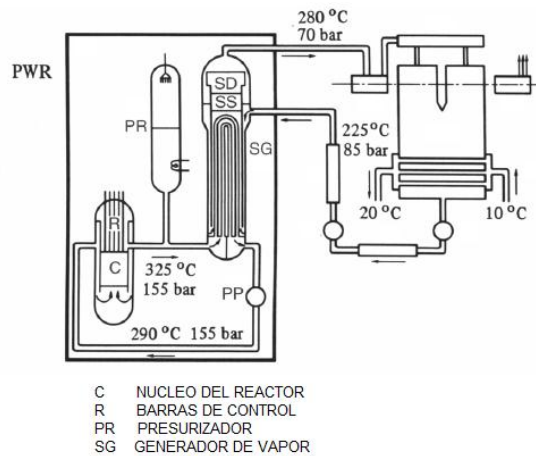 280 °C
70 bar
PWR
SD
SS
PR
SG
225°C
85 bar
20 °C
10°C
R
C
325 °C
155 bar
PP
290 °C 155 bar
C NUCLEO DEL REACTOR
R BARRAS DE CONTROL
PR PRESURIZADOR
SG GENERADOR DE VAPOR